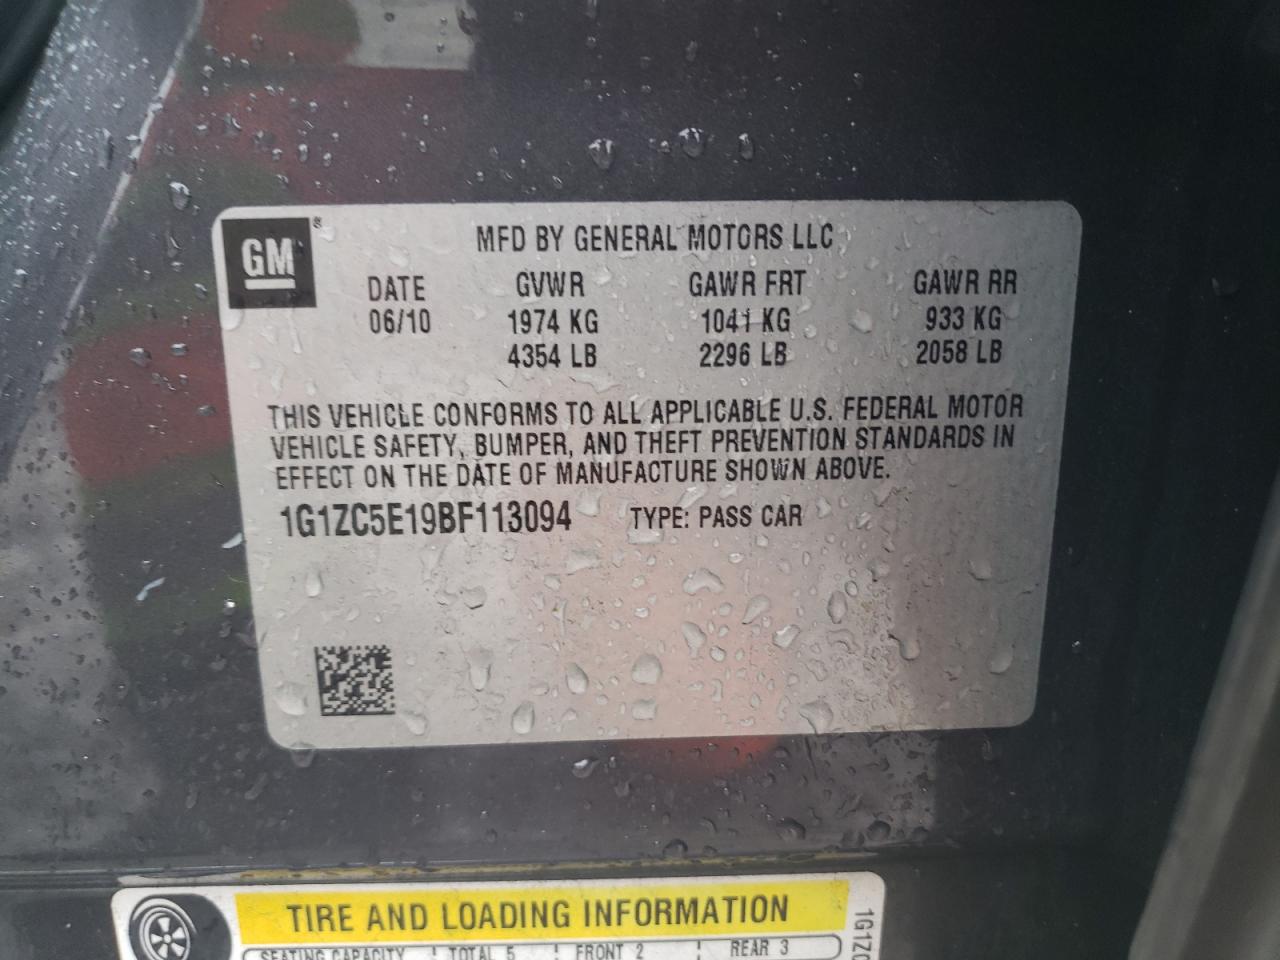 GM®
MFD BY GENERAL MOTORS LLC
DATE GVWR GAWR FRT GAWR RR
06/10 1974 KG 1041 KG 933 KG
4354 LB 2296 LB 2058 LB
THIS VEHICLE CONFORMS TO ALL APPLICABLE U.S. FEDERAL MOTOR
VEHICLE SAFETY, BUMPER, AND THEFT PREVENTION STANDARDS IN
EFFECT ON THE DATE OF MANUFACTURE SHOWN ABOVE.
1G1ZC5E19BF113094 TYPE: PASS CAR
TIRE AND LOADING INFORMATION
SEATING CAPACITY TOTAL 5 FRONT 2 REAR 3